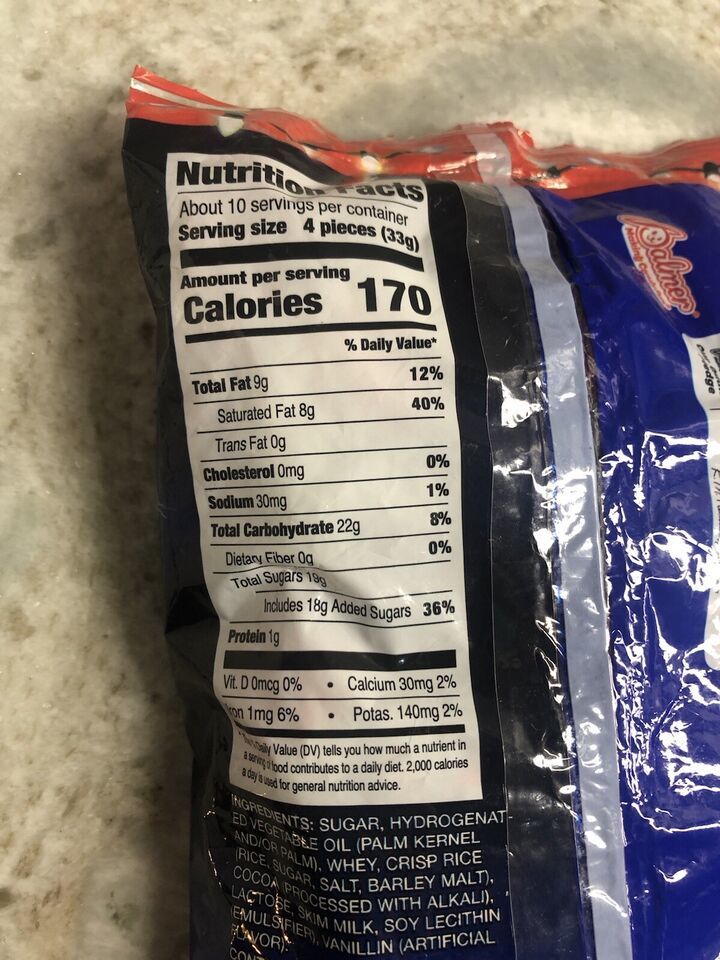 Nutrition Facts
About 10 servings per container
Serving size 4 pieces (33g)
Amount per serving
Calories 170
% Daily Value*
Total Fat 9g 12%
Saturated Fat 8g 40%
Trans Fat 0g
Cholesterol 0mg 0%
Sodium 30mg 1%
Total Carbohydrate 22g 8%
Dietary Fiber 0g 0%
Total Sugars 19g
Includes 18g Added Sugars 36%
Protein 1g
Vit. D 0mcg 0% • Calcium 30mg 2%
Iron 1mg 6% • Potas. 140mg 2%
Daily Value (DV) tells you how much a nutrient in
a serving of food contributes to a daily diet. 2,000 calories
a day is used for general nutrition advice.
INGREDIENTS: SUGAR, HYDROGENAT-
ED VEGETABLE OIL (PALM KERNEL
AND/OR PALM), WHEY, CRISP RICE
(RICE, SUGAR, SALT, BARLEY MALT),
COCOA (PROCESSED WITH ALKALI),
LACTOSE, SKIM MILK, SOY LECITHIN
(EMULSIFIER), VANILLIN (ARTIFICIAL
FLAVOR).
Palmer